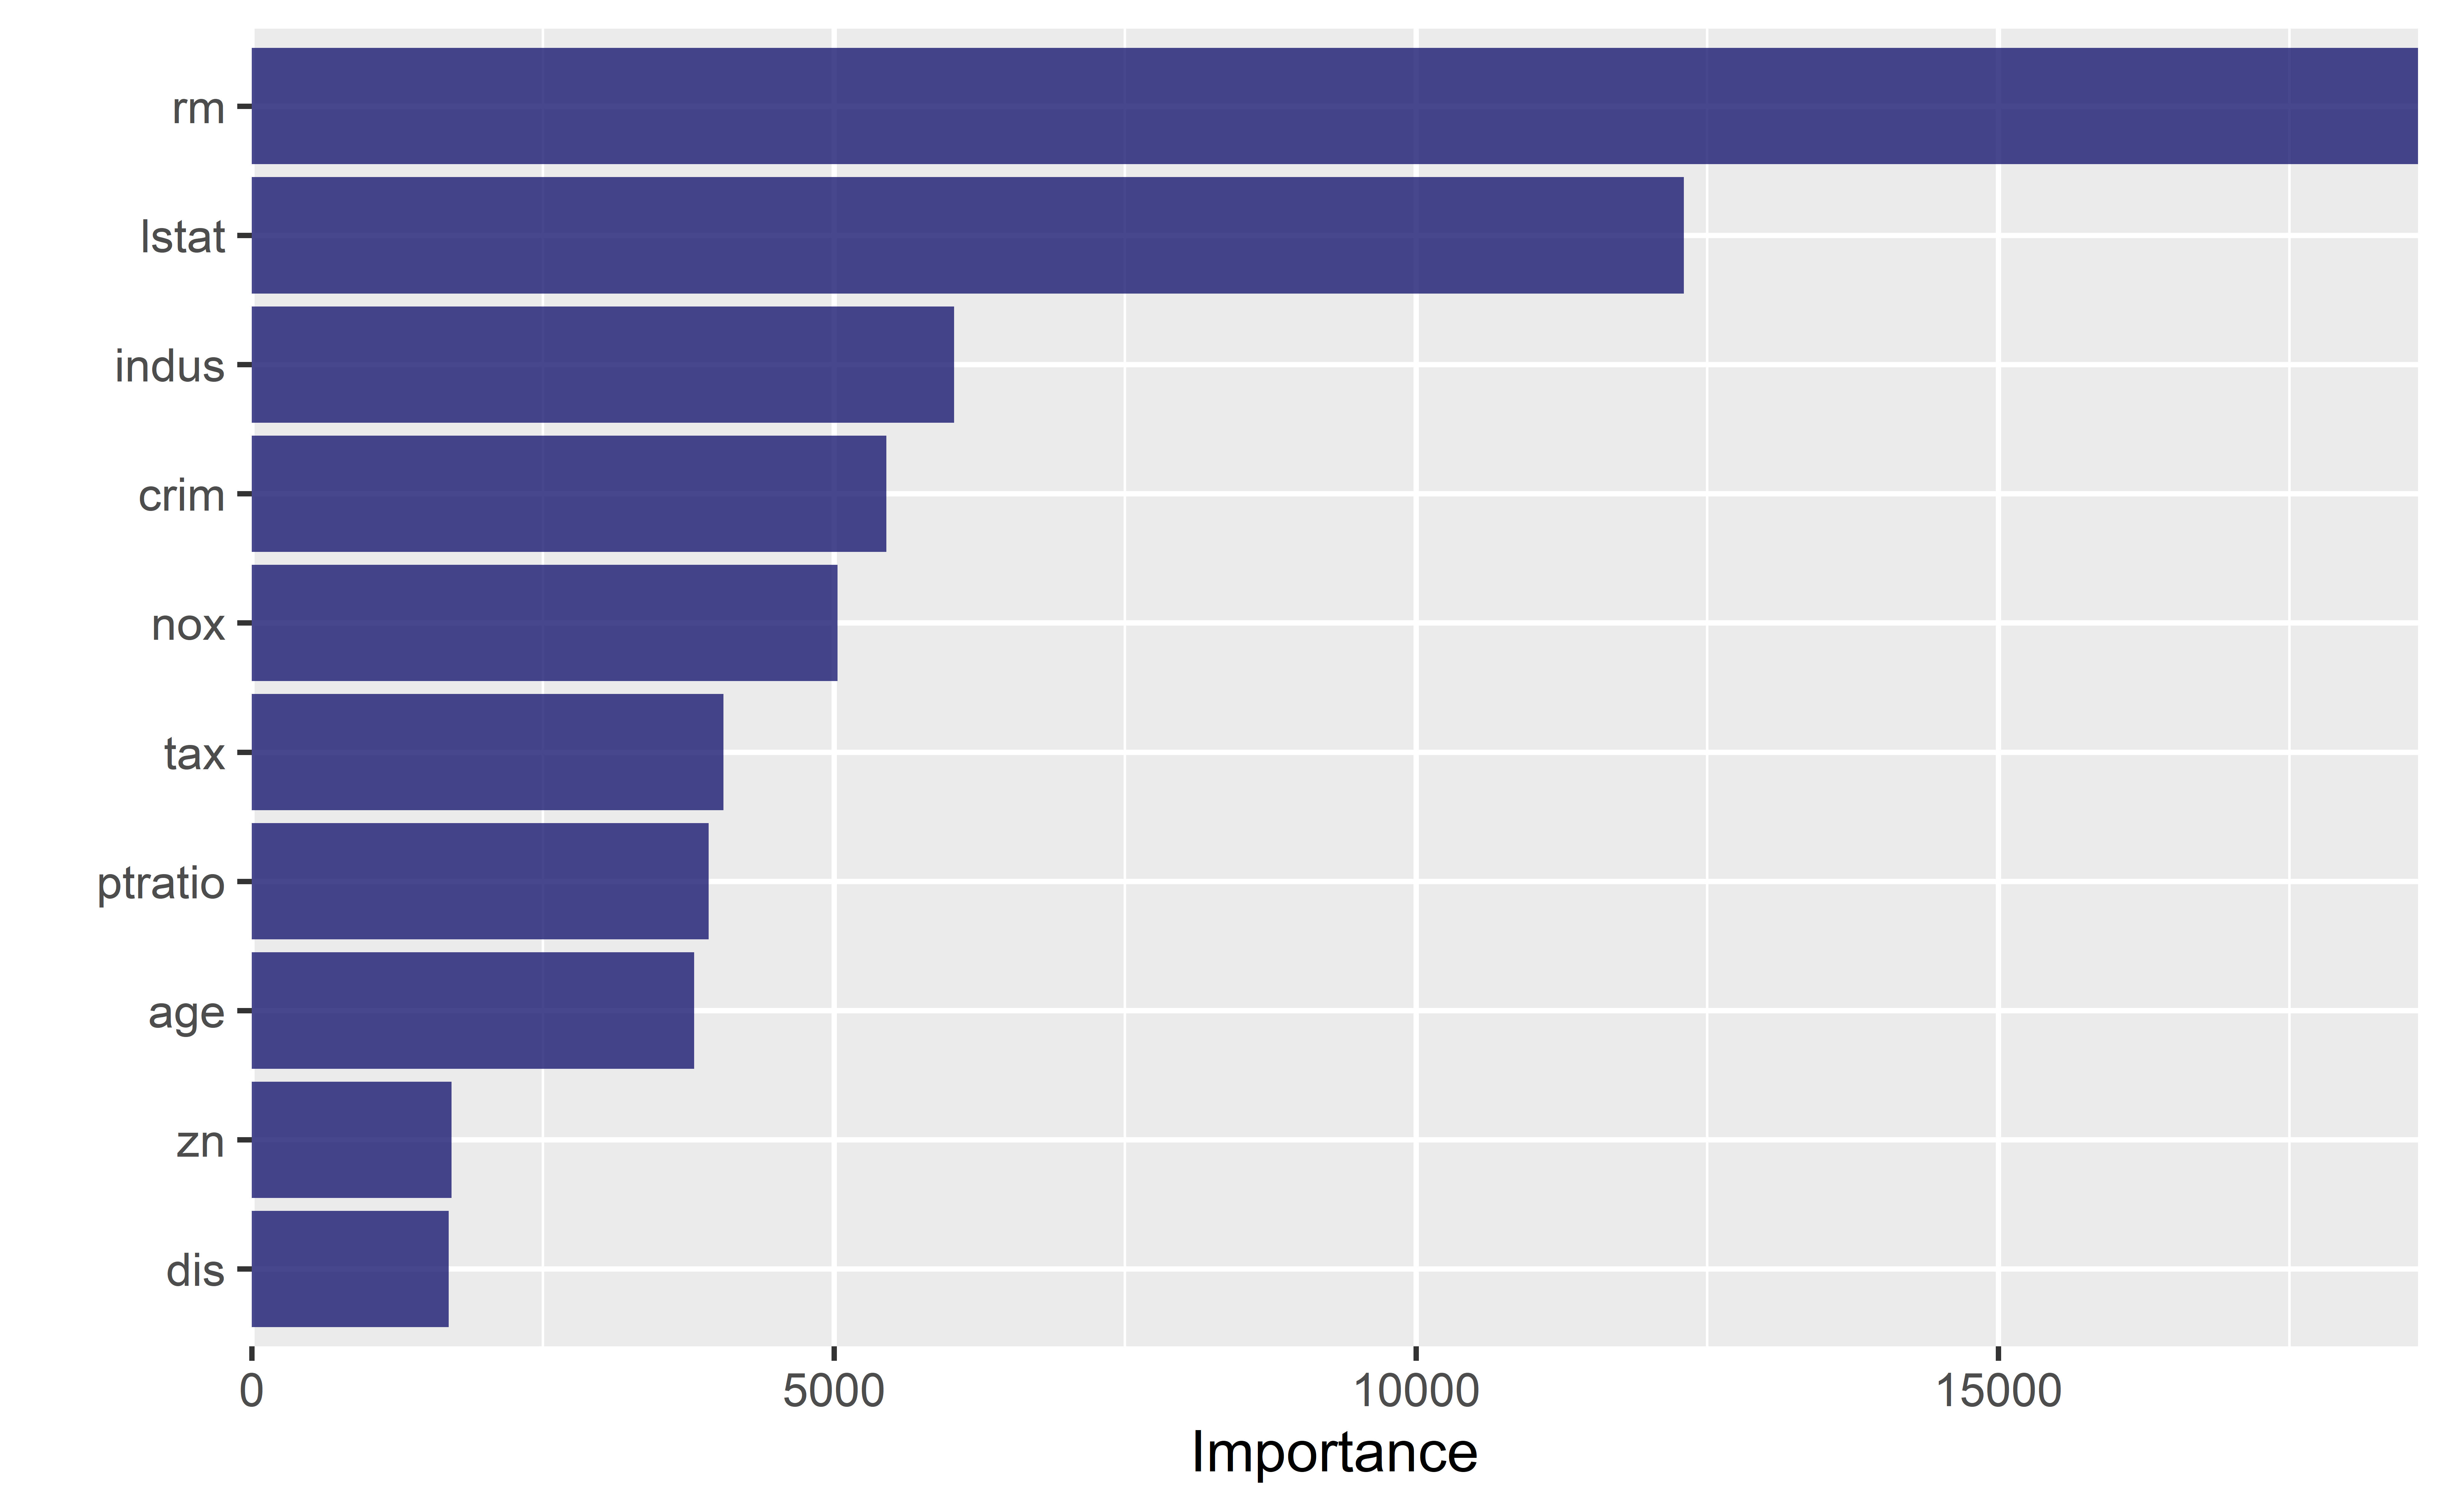 rm
lstat
indus
crim
nox
tax
ptratio
age
zn
dis
0 5000 10000 15000
Importance